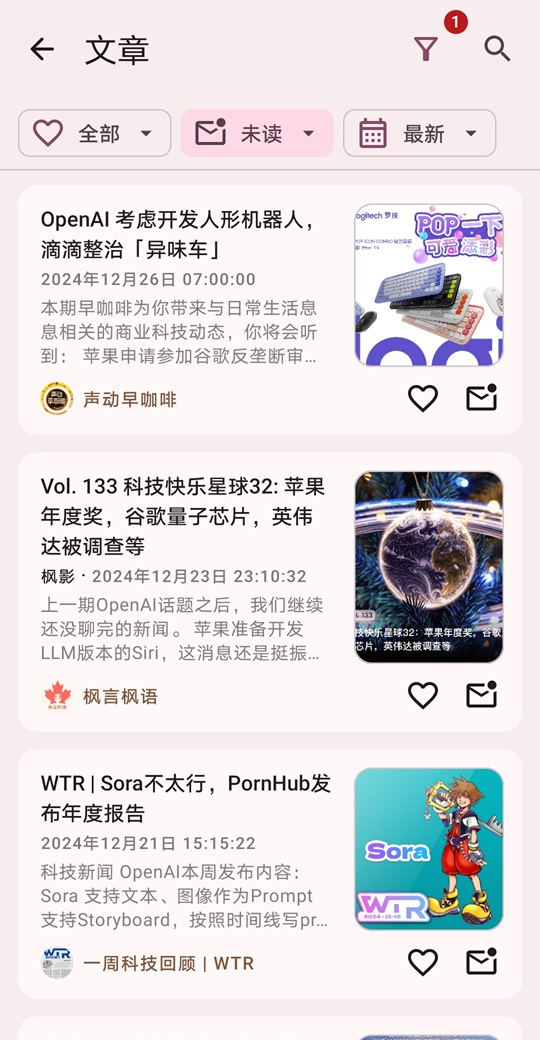 1
文章
全部
未读
最新
OpenAI 考虑开发人形机器人，
滴滴整治「异味车」
2024年12月26日 07:00:00
本期早咖啡为你带来与日常生活息
息相关的商业科技动态，你将会听
到： 苹果申请参加谷歌反垄断审…
声动早咖啡
ogitech 罗技
POP 一下
可爱添彩
POP ICON COMBO
ogi
Vol. 133 科技快乐星球32: 苹果
年度奖，谷歌量子芯片，英伟
达被调查等
枫影 · 2024年12月23日 23:10:32
上一期OpenAI话题之后，我们继续
还没聊完的新闻 。 苹果准备开发
LLM版本的Siri，这消息还是挺振…
枫言枫语
l. 133
技快乐星球32：苹果年度奖，谷歌
芯片，英伟达被调查等
WTR | Sora不太行，PornHub发
布年度报告
2024年12月21日 15:15:22
科技新闻 OpenAI本周发布内容：
Sora 支持文本、图像作为Prompt
支持Storyboard，按照时间线写pr…
WTR
一周科技回顾 | WTR
Sora
WTR
2024-12-15